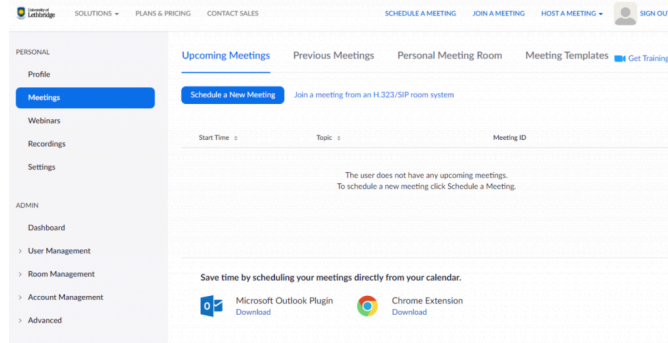 University of
Lethbridge
SOLUTIONS
PLANS & PRICING
CONTACT SALES
SCHEDULE A MEETING
JOIN A MEETING
HOST A MEETING
SIGN OU
PERSONAL
Profile
Meetings
Webinars
Recordings
Settings
ADMIN
Dashboard
> User Management
> Room Management
> Account Management
> Advanced
Upcoming Meetings
Previous Meetings
Personal Meeting Room
Meeting Templates
Get Training
Schedule a New Meeting
Join a meeting from an H.323/SIP room system
Start Time
Topic
Meeting ID
The user does not have any upcoming meetings.
To schedule a new meeting click Schedule a Meeting.
Save time by scheduling your meetings directly from your calendar.
Microsoft Outlook Plugin
Download
Chrome Extension
Download